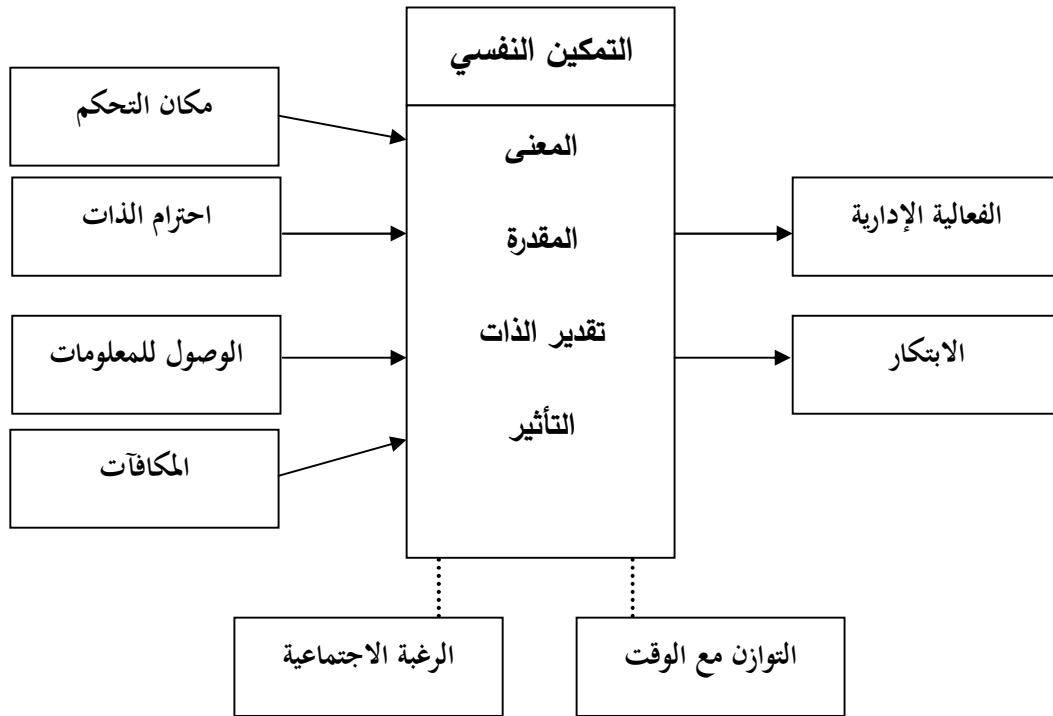 التمكين النفسي
مكان التحكم
احترام الذات
الوصول للمعلومات
المكافآت
المعنى
المقدرة
تقدير الذات
التأثير
الفعالية الإدارية
الابتكار
الرغبة الاجتماعية
التوازن مع الوقت